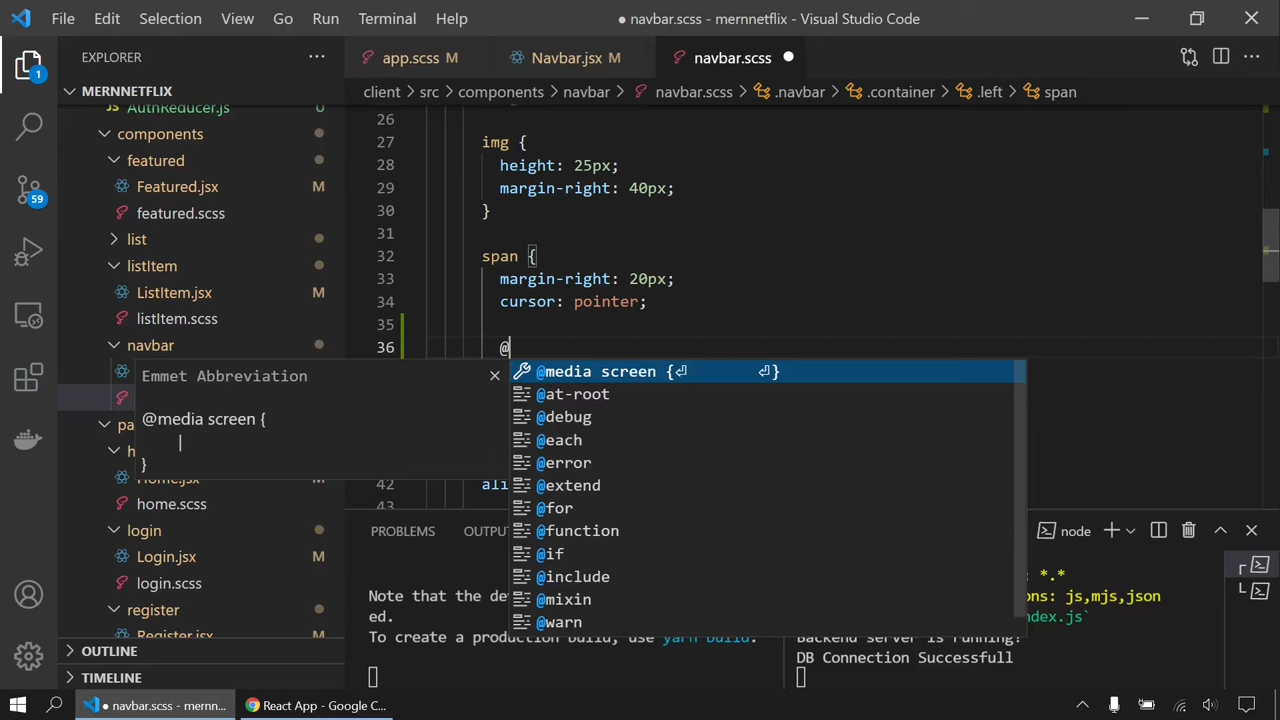 File Edit Selection View Go Run Terminal Help ● navbar.scss - mernnetflix - Visual Studio Code
EXPLORER ···
app.scss M Navbar.jsx M navbar.scss ●
MERNNETFLIX
client > src > components > navbar > navbar.scss > .navbar > .container > .left > span
1
59
JS AuthReducer.js U
components
featured
Featured.jsx M
featured.scss
list
listItem
ListItem.jsx M
listItem.scss
navbar
pa
h
Home.jsx M
home.scss
login
Login.jsx M
login.scss
register
Register.jsx M
OUTLINE
TIMELINE
26
27 img {
28 height: 25px;
29 margin-right: 40px;
30 }
31
32 span {
33 margin-right: 20px;
34 cursor: pointer;
35
36 @
42 ali
43
Emmet Abbreviation ×
@media screen {
|
}
@media screen {⏎ ⏎}
@at-root
@debug
@each
@error
@extend
@for
@function
@if
@include
@mixin
@warn
PROBLEMS OUTPU node
Note that the de
ed.
To create a production build, use yarn build.
: *.*
ons: js,mjs,json
ndex.js`
Backend server is running!
DB Connection Successfull
● navbar.scss - mern... React App - Google C...